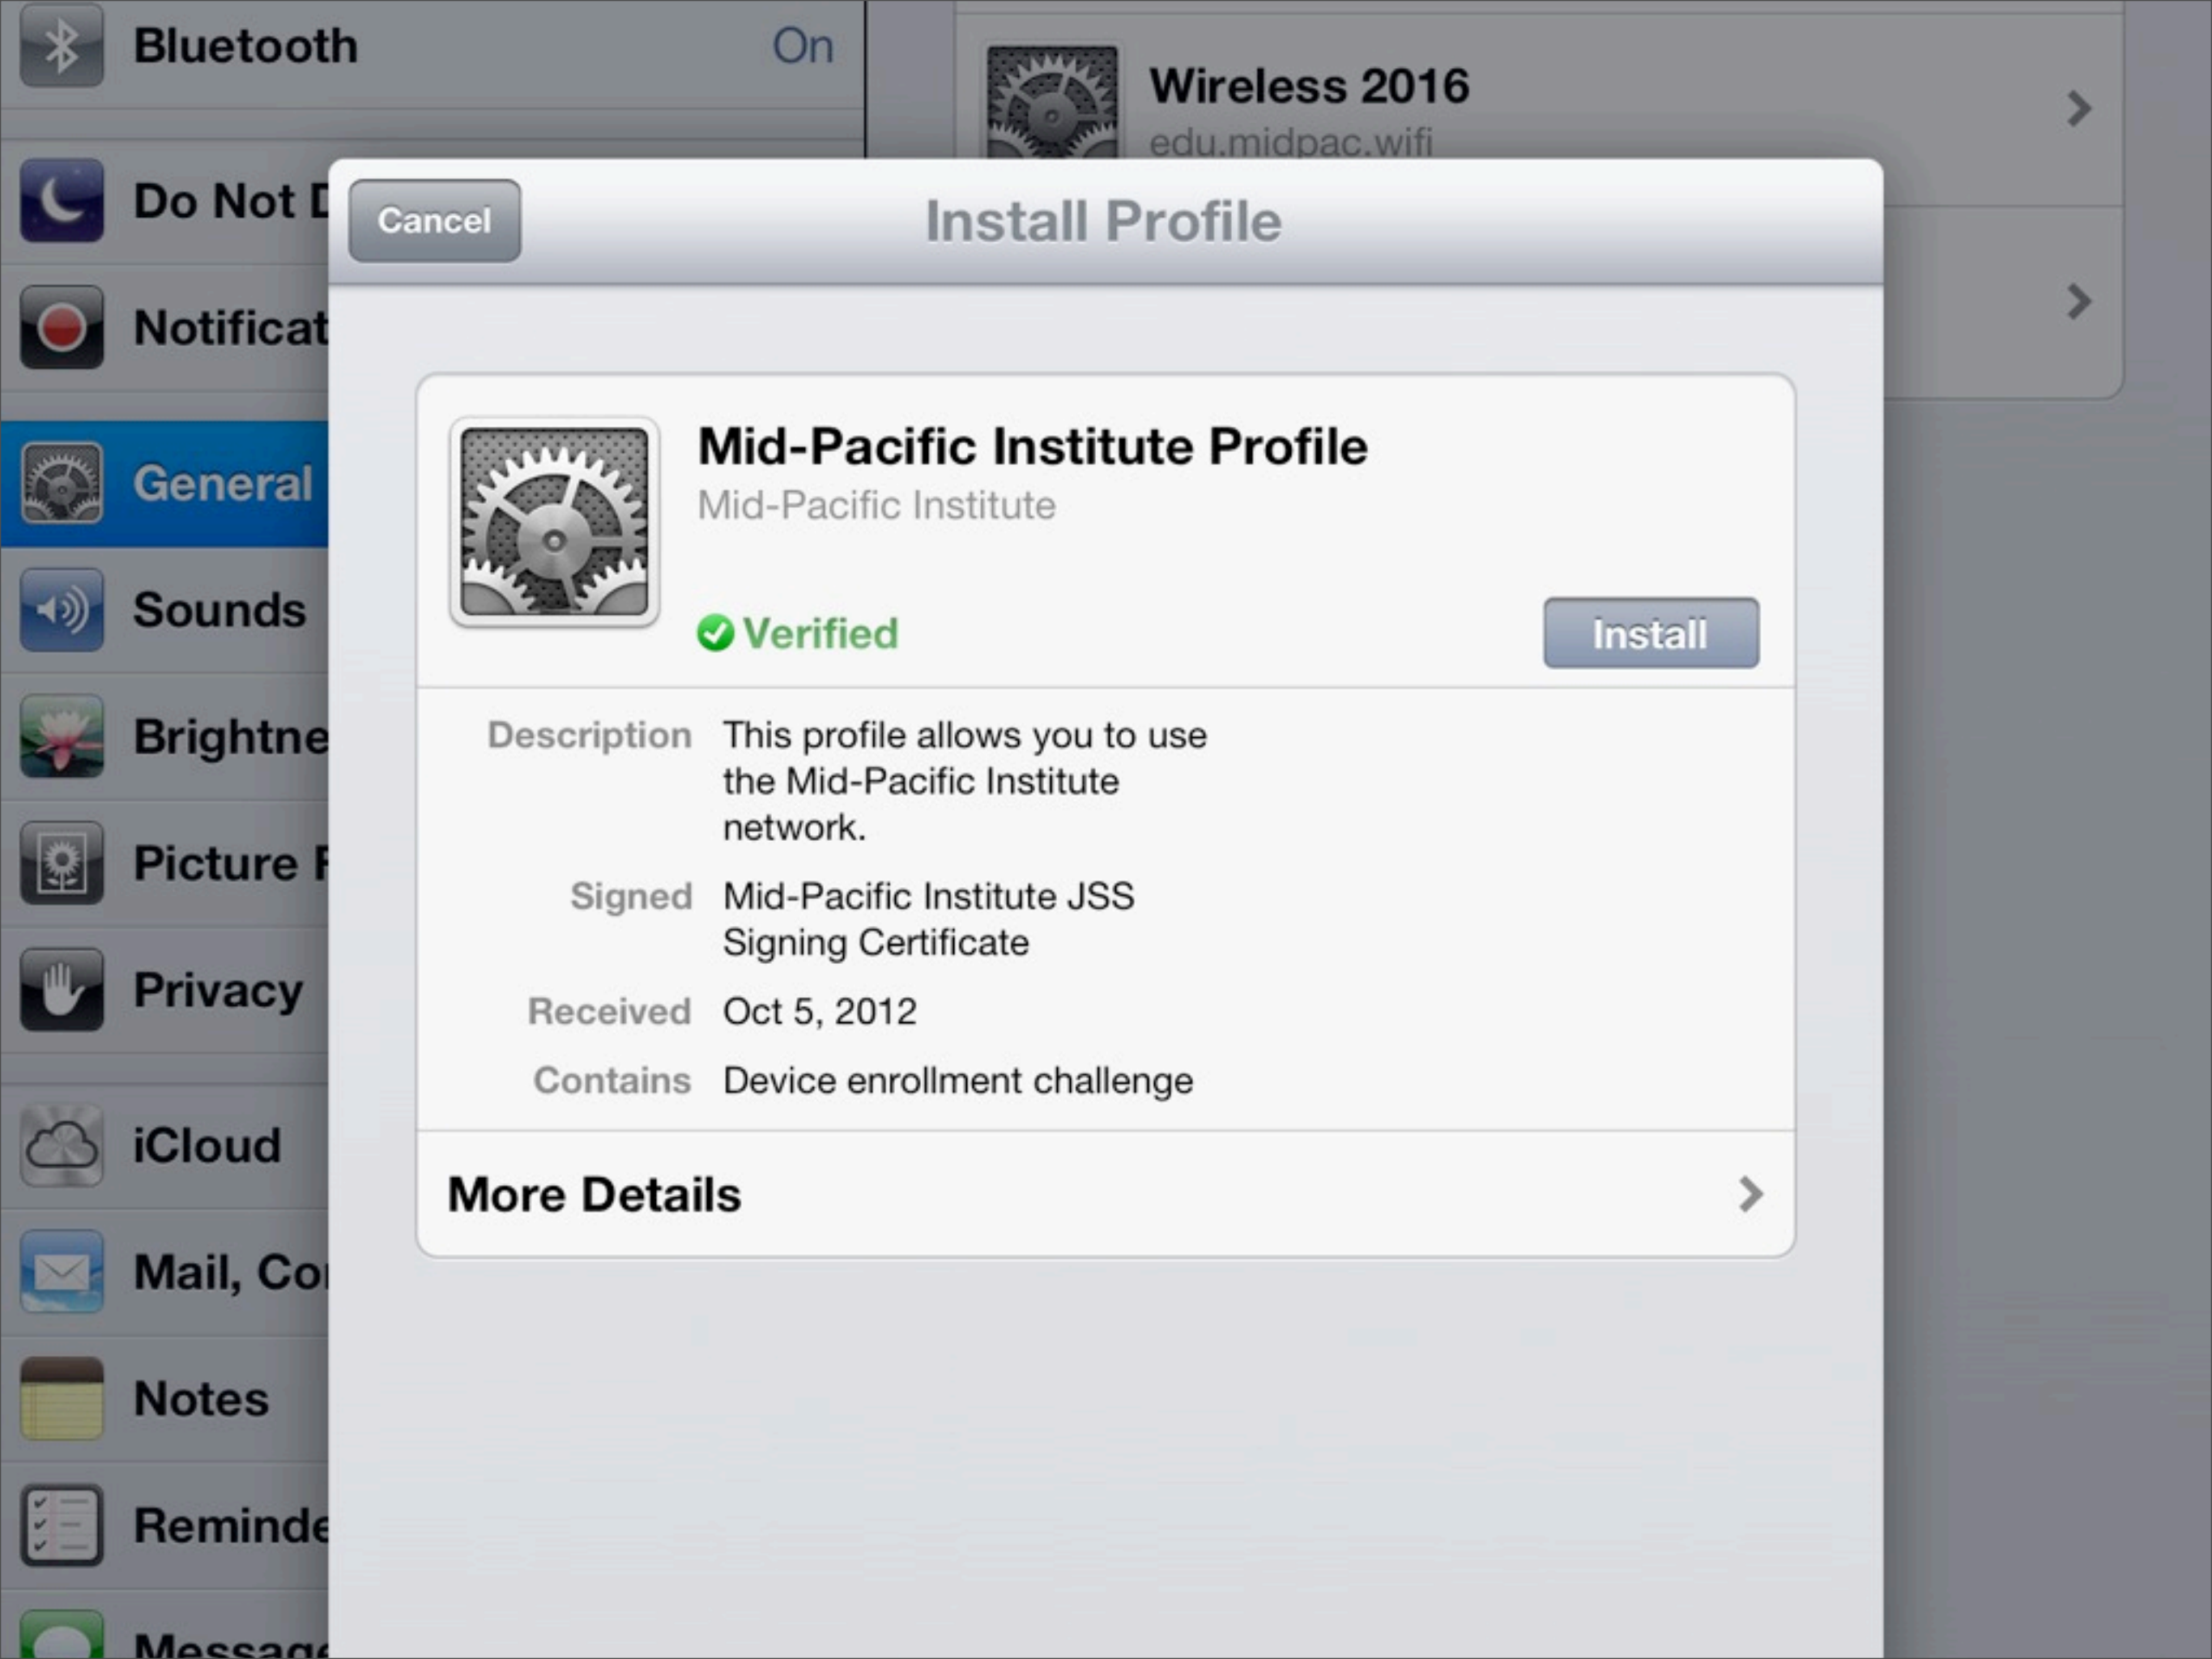 Bluetooth On
Wireless 2016
edu.midpac.wifi
Do Not D
Notificat
General
Sounds
Brightne
Picture F
Privacy
iCloud
Mail, Co
Notes
Reminde
Message
Cancel
Install Profile
Mid-Pacific Institute Profile
Mid-Pacific Institute
Verified
Install
Description This profile allows you to use
the Mid-Pacific Institute
network.
Signed Mid-Pacific Institute JSS
Signing Certificate
Received Oct 5, 2012
Contains Device enrollment challenge
More Details